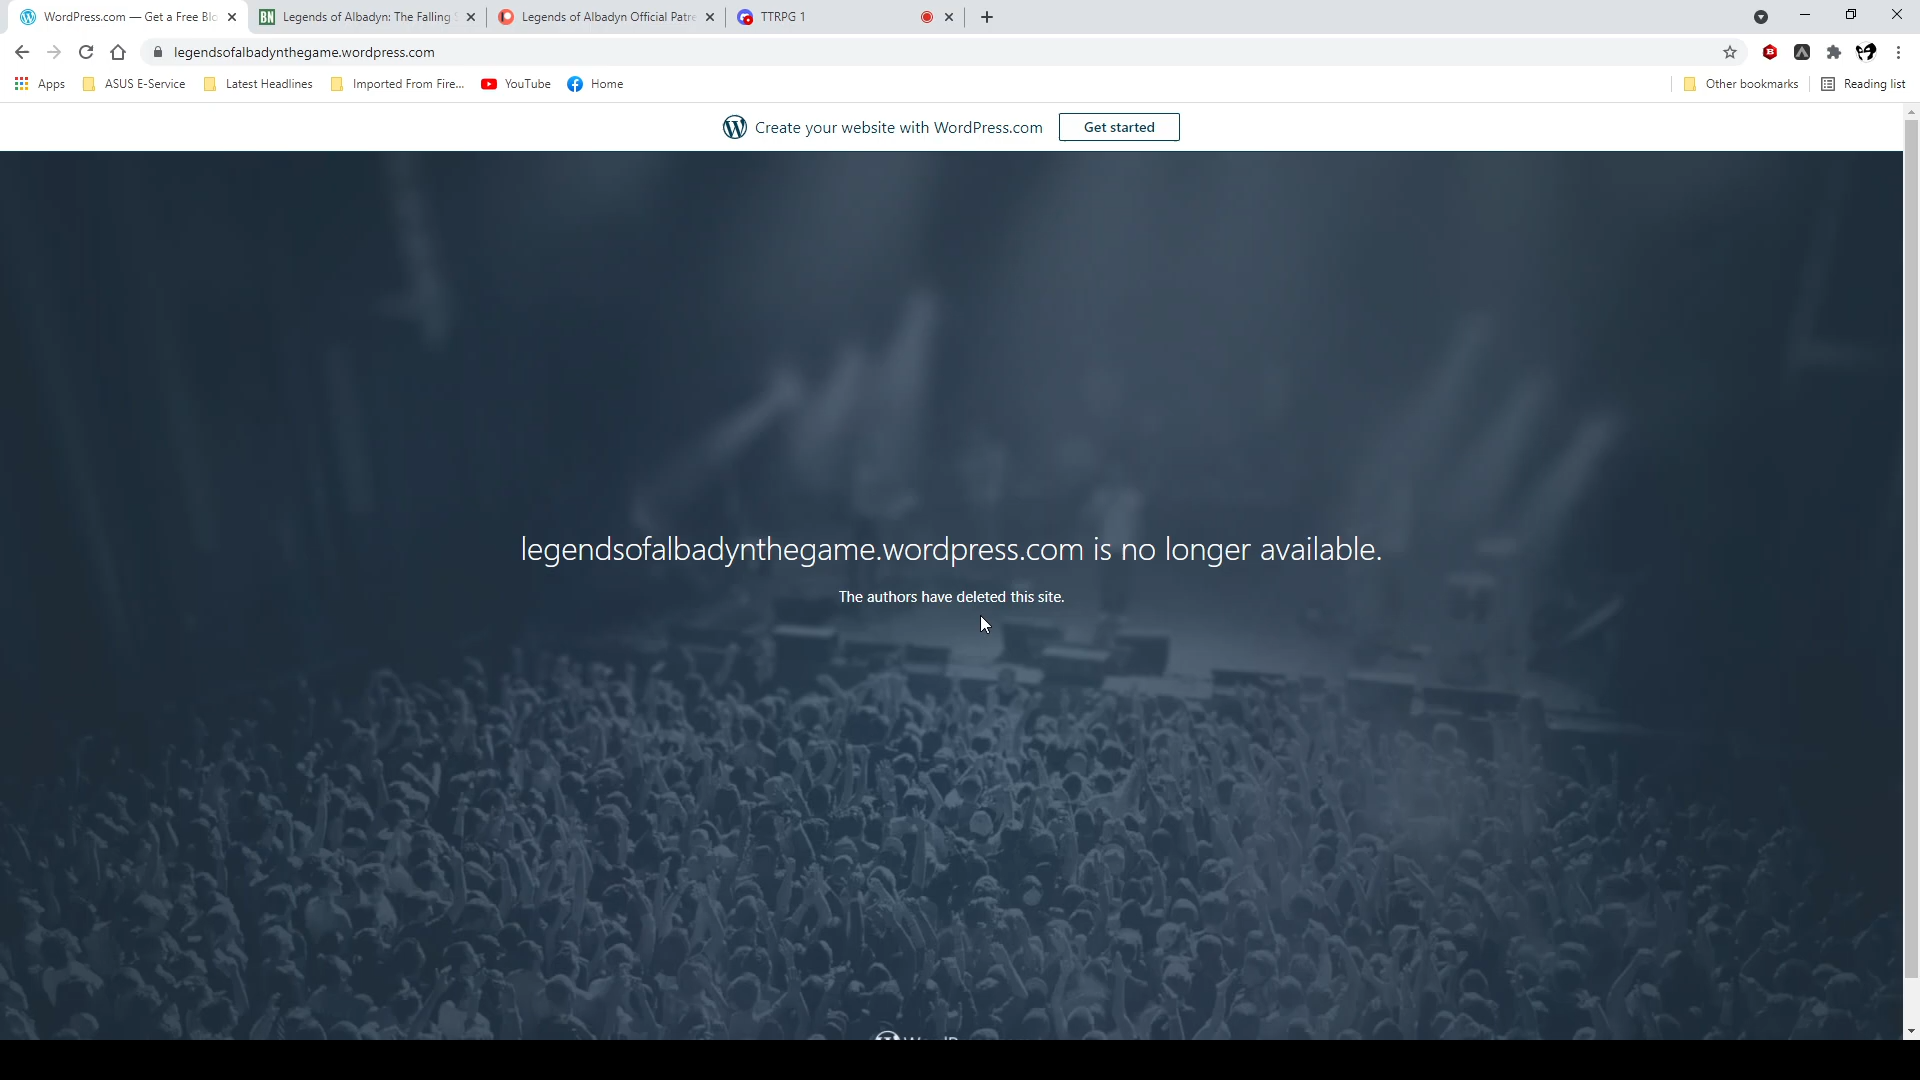 WordPress.com — Get a Free Blo
Legends of Albadyn: The Falling S
Legends of Albadyn Official Patre
TTRPG 1
legendsofalbadynthegame.wordpress.com
Apps
ASUS E-Service
Latest Headlines
Imported From Fire...
YouTube
Home
Other bookmarks
Reading list
Create your website with WordPress.com
Get started
legendsofalbadynthegame.wordpress.com is no longer available.
The authors have deleted this site.